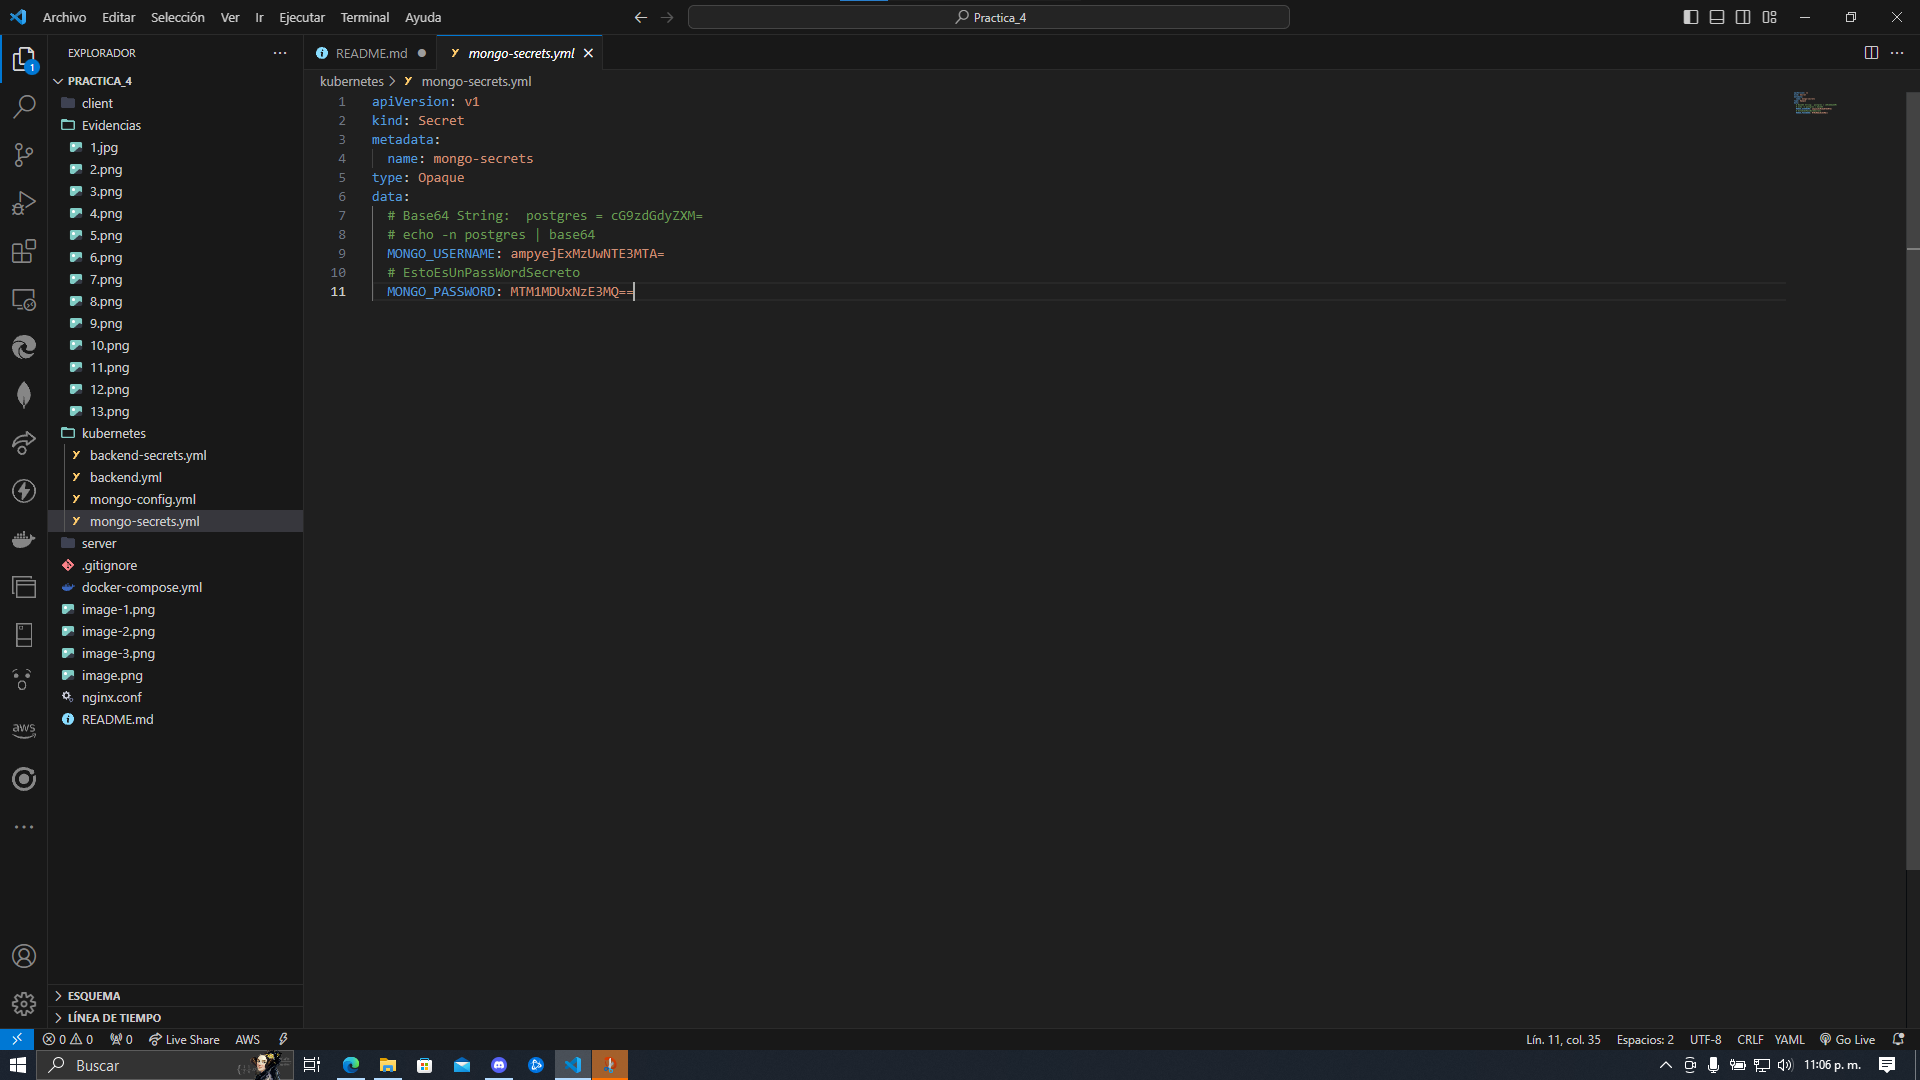 Archivo Editar Selección Ver Ir Ejecutar Terminal Ayuda
Practica_4
EXPLORADOR
PRACTICA_4
client
Evidencias
1.jpg
2.png
3.png
4.png
5.png
6.png
7.png
8.png
9.png
10.png
11.png
12.png
13.png
kubernetes
backend-secrets.yml
backend.yml
mongo-config.yml
mongo-secrets.yml
server
.gitignore
docker-compose.yml
image-1.png
image-2.png
image-3.png
image.png
nginx.conf
README.md
ESQUEMA
LÍNEA DE TIEMPO
1
aws
README.md mongo-secrets.yml
kubernetes > mongo-secrets.yml
1 apiVersion: v1
2 kind: Secret
3 metadata:
4 name: mongo-secrets
5 type: Opaque
6 data:
7 # Base64 String:  postgres = cG9zdGdyZXM=
8 # echo -n postgres | base64
9 MONGO_USERNAME: ampyejExMzUwNTE3MTA=
10 # EstoEsUnPassWordSecreto
11 MONGO_PASSWORD: MTM1MDUxNzE3MQ==
0 0 0 Live Share AWS Lín. 11, col. 35 Espacios: 2 UTF-8 CRLF YAML Go Live
Buscar 11:06 p. m.